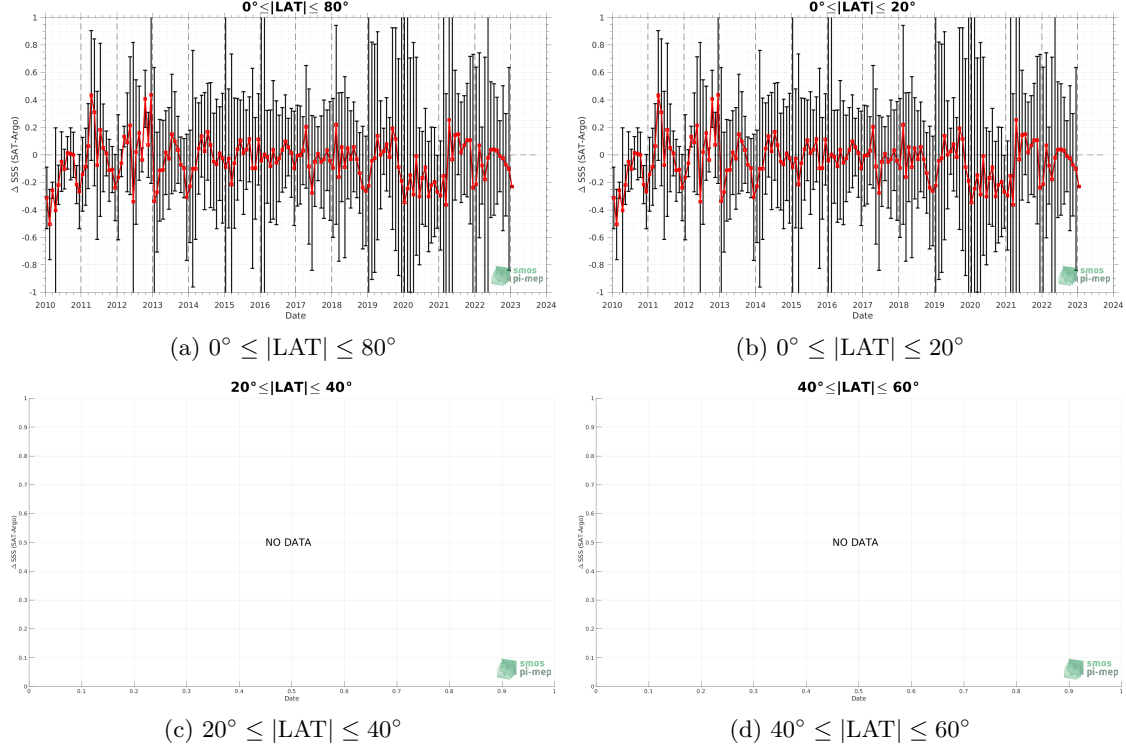 0°≤|LAT|≤ 80°
1
0.8
0.6
0.4
0.2
0
-0.2
-0.4
-0.6
-0.8
-1
Δ SSS (SAT-Argo)
2010 2011 2012 2013 2014 2015 2016 2017 2018 2019 2020 2021 2022 2023 2024
Date
smos
pi-mep
(a) 0° ≤ |LAT| ≤ 80°
0°≤|LAT|≤ 20°
1
0.8
0.6
0.4
0.2
0
-0.2
-0.4
-0.6
-0.8
-1
Δ SSS (SAT-Argo)
2010 2011 2012 2013 2014 2015 2016 2017 2018 2019 2020 2021 2022 2023 2024
Date
smos
pi-mep
(b) 0° ≤ |LAT| ≤ 20°
20°≤|LAT|≤ 40°
1
0.9
0.8
0.7
0.6
0.5
0.4
0.3
0.2
0.1
0
Δ SSS (SAT-Argo)
NO DATA
0 0.1 0.2 0.3 0.4 0.5 0.6 0.7 0.8 0.9 1
Date
smos
pi-mep
(c) 20° ≤ |LAT| ≤ 40°
40°≤|LAT|≤ 60°
1
0.9
0.8
0.7
0.6
0.5
0.4
0.3
0.2
0.1
0
Δ SSS (SAT-Argo)
NO DATA
0 0.1 0.2 0.3 0.4 0.5 0.6 0.7 0.8 0.9 1
Date
smos
pi-mep
(d) 40° ≤ |LAT| ≤ 60°